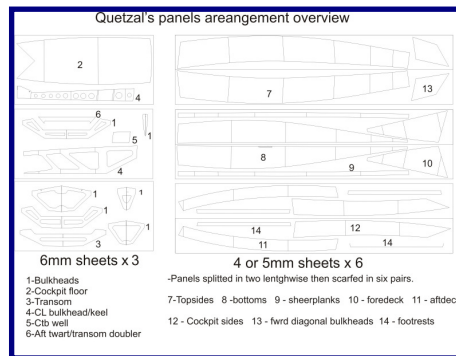 Quetzal's panels areangement overview
2
4
6
1
1
5
4
1
1
1
3
1
7
13
8
10
9
12
14
11
14
6mm sheets x 3
4 or 5mm sheets x 6
1-Bulkheads
2-Cockpit floor
3-Transom
4-CL bulkhead/keel
5-Ctb well
6-Aft twart/transom doubler
-Panels splitted in two lenghtwise then scarfed in six pairs.
7-Topsides 8 -bottoms 9 - sheerplanks 10 - foredeck 11 - aftdec
12 - Cockpit sides 13 - fwrd diagonal bulkheads 14 - footrests